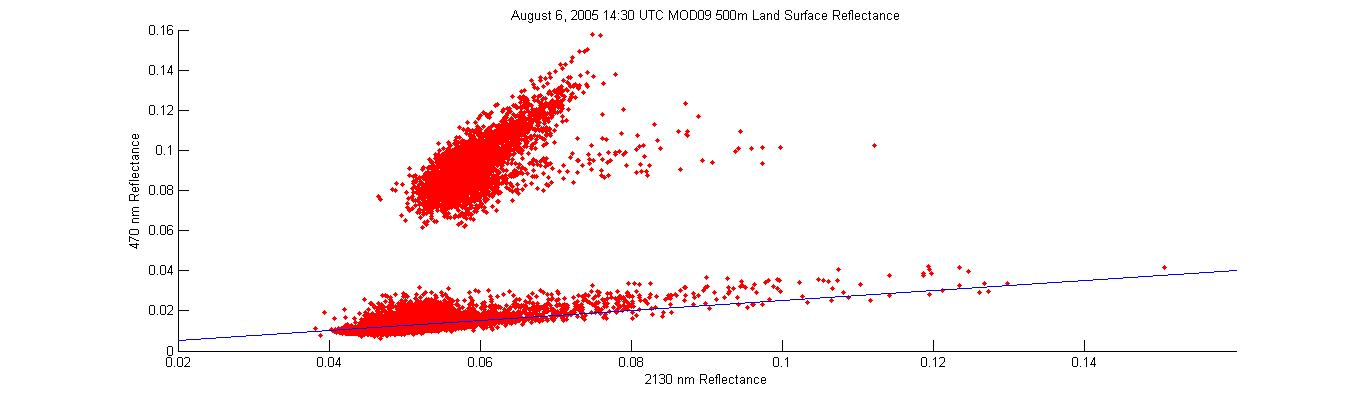 August 6, 2005 14:30 UTC MOD09 500m Land Surface Reflectance
0.16
0.14
0.12
0.1
0.08
0.06
0.04
0.02
0
470 nm Reflectance
0.02 0.04 0.06 0.08 0.1 0.12 0.14
2130 nm Reflectance